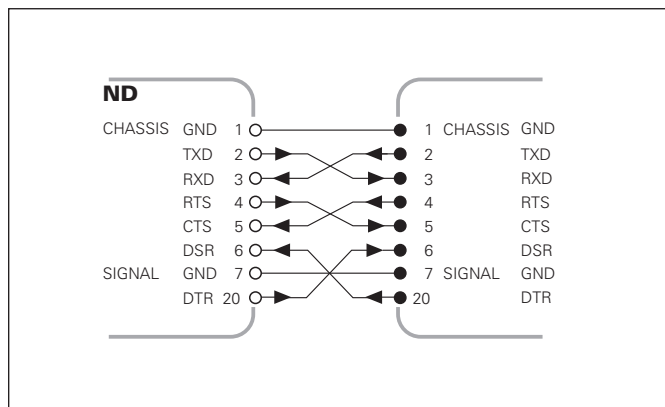 ND
CHASSIS GND 1 1 CHASSIS GND
TXD 2 2 TXD
RXD 3 3 RXD
RTS 4 4 RTS
CTS 5 5 CTS
DSR 6 6 DSR
SIGNAL GND 7 7 SIGNAL GND
DTR 20 20 DTR